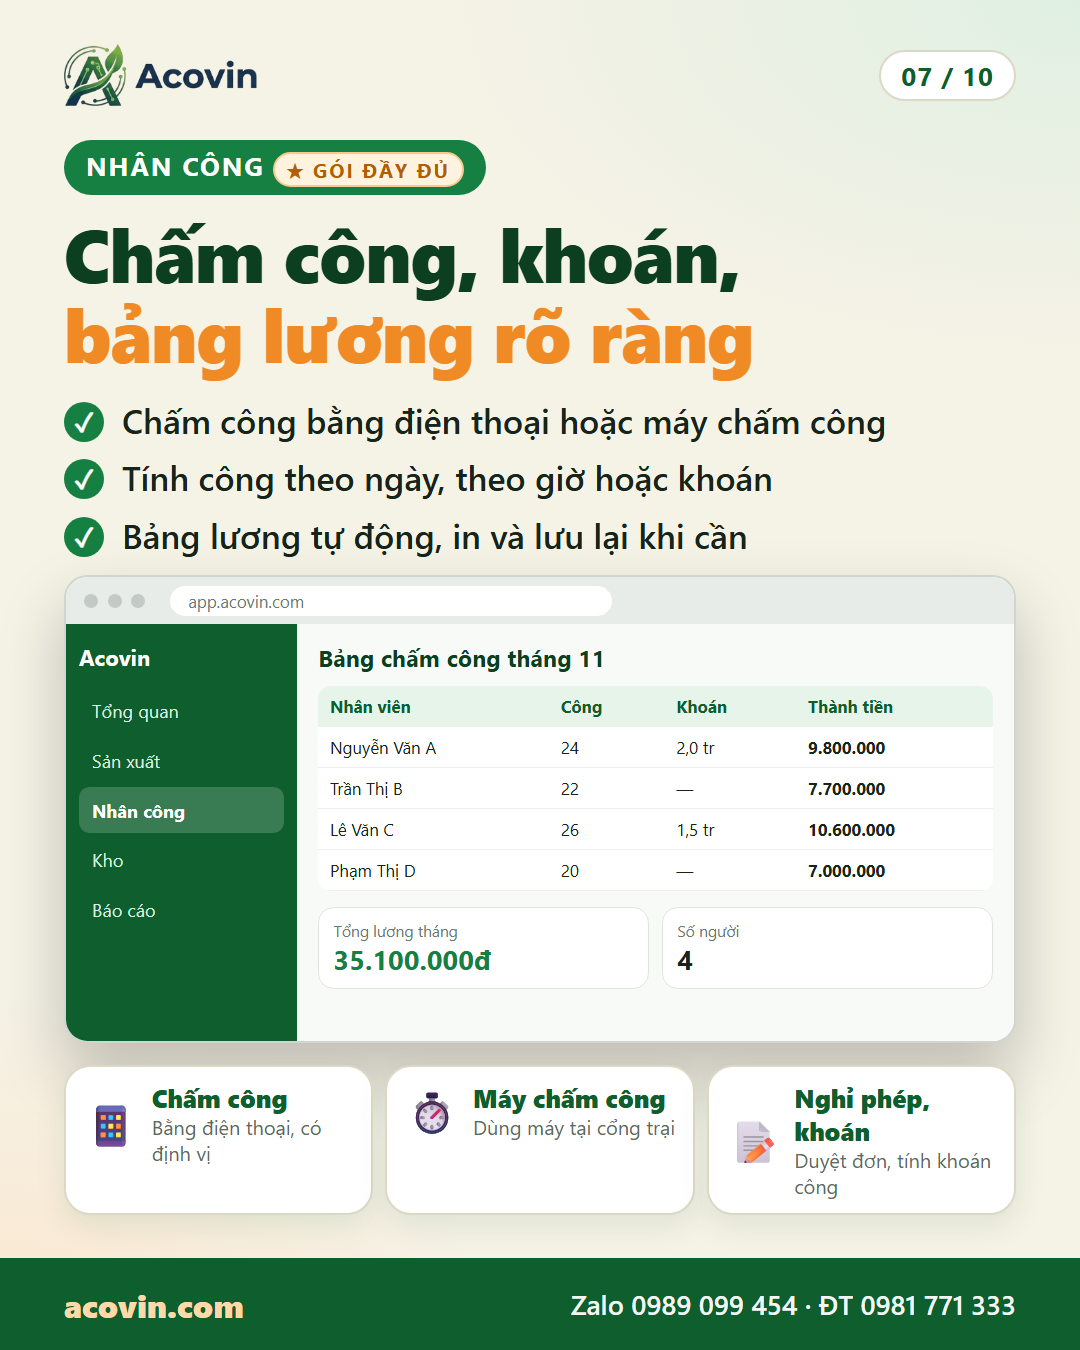 Acovin
07 / 10
NHÂN CÔNG ★ GÓI ĐẦY ĐỦ
Chấm công, khoán,
bảng lương rõ ràng
Chấm công bằng điện thoại hoặc máy chấm công
Tính công theo ngày, theo giờ hoặc khoán
Bảng lương tự động, in và lưu lại khi cần
app.acovin.com
Acovin
Tổng quan
Sản xuất
Nhân công
Kho
Báo cáo
Bảng chấm công tháng 11
Nhân viên Công Khoán Thành tiền
Nguyễn Văn A 24 2,0 tr 9.800.000
Trần Thị B 22 — 7.700.000
Lê Văn C 26 1,5 tr 10.600.000
Phạm Thị D 20 — 7.000.000
Tổng lương tháng
35.100.000đ
Số người
4
Chấm công
Bằng điện thoại, có
định vị
Máy chấm công
Dùng máy tại cổng trại
Nghỉ phép,
khoán
Duyệt đơn, tính khoán
công
acovin.com
Zalo 0989 099 454 · ĐT 0981 771 333